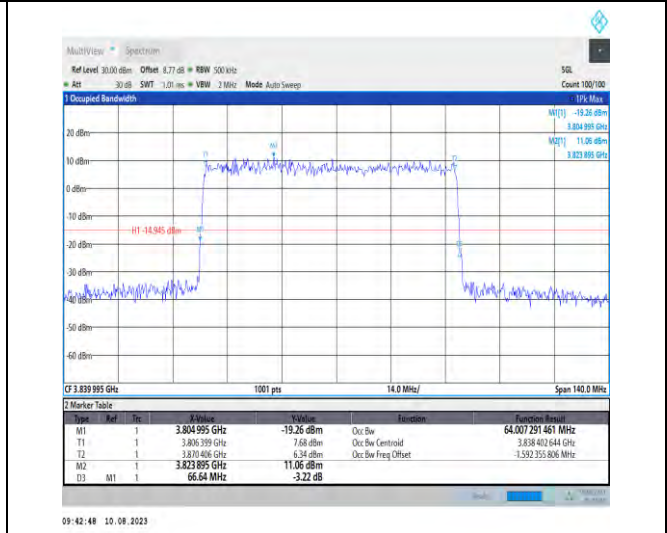 MultiView Spectrum
Ref Level 30.00 dBm Offset 8.77 dB RBW 500 kHz SGL
Att 30 dB SWT 1.01 ms VBW 2 MHz Mode Auto Sweep Count 100/100
1 Occupied Bandwidth 1Pk Max
M1[1] -19.26 dBm
3.804 995 GHz
M2[1] 11.06 dBm
3.823 895 GHz
20 dBm
10 dBm
0 dBm
-10 dBm
H1 -14.945 dBm
-20 dBm
-30 dBm
-40 dBm
-50 dBm
-60 dBm
T1
M2
T2
M1
D3
CF 3.839 995 GHz 1001 pts 14.0 MHz/ Span 140.0 MHz
2 Marker Table
Type Ref Trc X-Value Y-Value Function Function Result
M1 1 3.804 995 GHz -19.26 dBm Occ Bw 64.007 291 461 MHz
T1 1 3.806 399 GHz 7.68 dBm Occ Bw Centroid 3.838 402 644 GHz
T2 1 3.870 406 GHz 6.34 dBm Occ Bw Freq Offset -1.592 355 806 MHz
M2 1 3.823 895 GHz 11.06 dBm
D3 M1 1 66.64 MHz -3.22 dB
Ready
09:42:48 10.08.2023